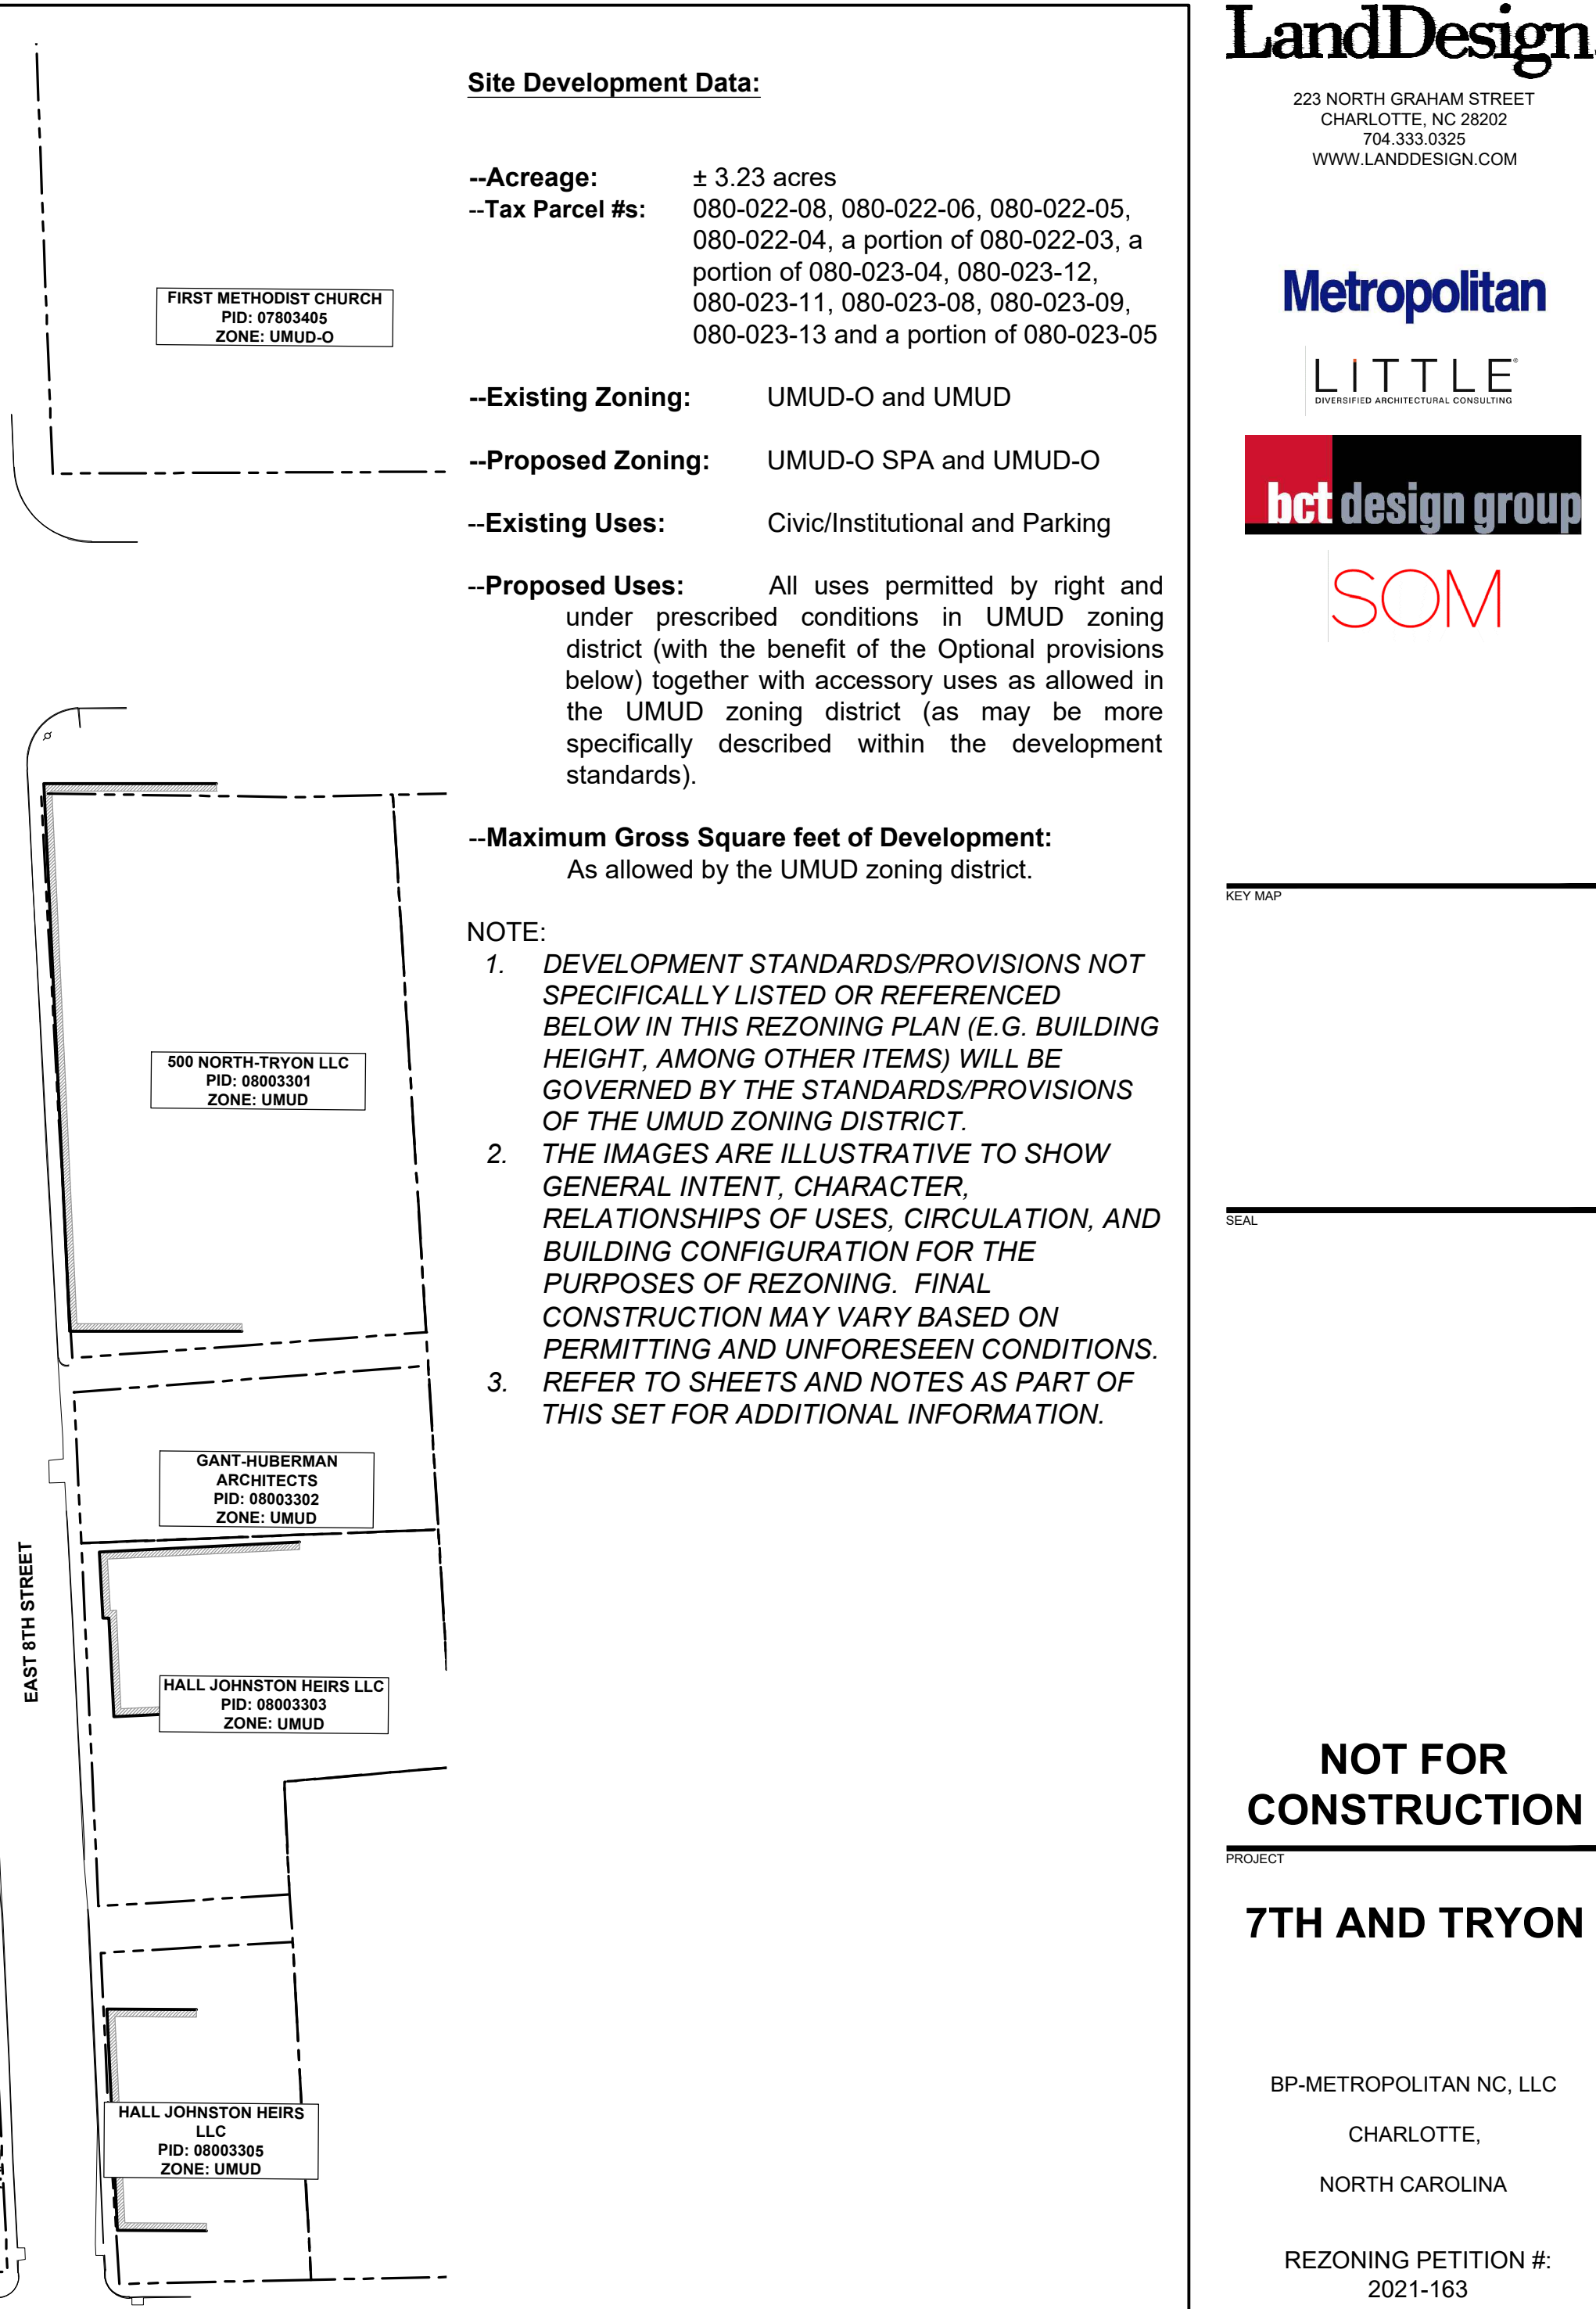 FIRST METHODIST CHURCH
PID: 07803405
ZONE: UMUD-O
500 NORTH-TRYON LLC
PID: 08003301
ZONE: UMUD
GANT-HUBERMAN
ARCHITECTS
PID: 08003302
ZONE: UMUD
EAST 8TH STREET
HALL JOHNSTON HEIRS LLC
PID: 08003303
ZONE: UMUD
HALL JOHNSTON HEIRS
LLC
PID: 08003305
ZONE: UMUD
Site Development Data:
--Acreage: ± 3.23 acres
--Tax Parcel #s: 080-022-08, 080-022-06, 080-022-05,
080-022-04, a portion of 080-022-03, a
portion of 080-023-04, 080-023-12,
080-023-11, 080-023-08, 080-023-09,
080-023-13 and a portion of 080-023-05
--Existing Zoning: UMUD-O and UMUD
--Proposed Zoning: UMUD-O SPA and UMUD-O
--Existing Uses: Civic/Institutional and Parking
--Proposed Uses: All uses permitted by right and
under prescribed conditions in UMUD zoning
district (with the benefit of the Optional provisions
below) together with accessory uses as allowed in
the UMUD zoning district (as may be more
specifically described within the development
standards).
--Maximum Gross Square feet of Development:
As allowed by the UMUD zoning district.
NOTE:
1. DEVELOPMENT STANDARDS/PROVISIONS NOT
SPECIFICALLY LISTED OR REFERENCED
BELOW IN THIS REZONING PLAN (E.G. BUILDING
HEIGHT, AMONG OTHER ITEMS) WILL BE
GOVERNED BY THE STANDARDS/PROVISIONS
OF THE UMUD ZONING DISTRICT.
2. THE IMAGES ARE ILLUSTRATIVE TO SHOW
GENERAL INTENT, CHARACTER,
RELATIONSHIPS OF USES, CIRCULATION, AND
BUILDING CONFIGURATION FOR THE
PURPOSES OF REZONING. FINAL
CONSTRUCTION MAY VARY BASED ON
PERMITTING AND UNFORESEEN CONDITIONS.
3. REFER TO SHEETS AND NOTES AS PART OF
THIS SET FOR ADDITIONAL INFORMATION.
LandDesign.
223 NORTH GRAHAM STREET
CHARLOTTE, NC 28202
704.333.0325
WWW.LANDDESIGN.COM
Metropolitan
LITTLE®
DIVERSIFIED ARCHITECTURAL CONSULTING
bct design group
SOM
KEY MAP
SEAL
NOT FOR
CONSTRUCTION
PROJECT
7TH AND TRYON
BP-METROPOLITAN NC, LLC
CHARLOTTE,
NORTH CAROLINA
REZONING PETITION #:
2021-163